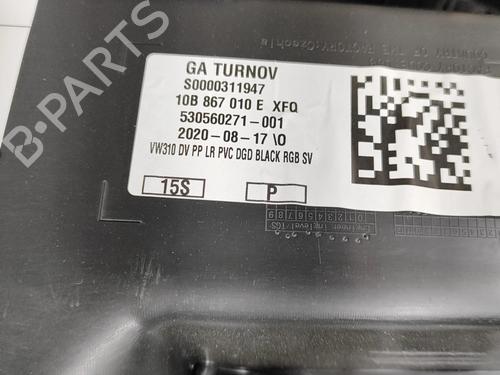 GA TURNOV
S0000311947
10B 867 010 E XFQ
530560271-001
2020-08-17 \0
VW310 DV PP LR PVC DGD BLACK RGB SV
15S
P
B-PARTS